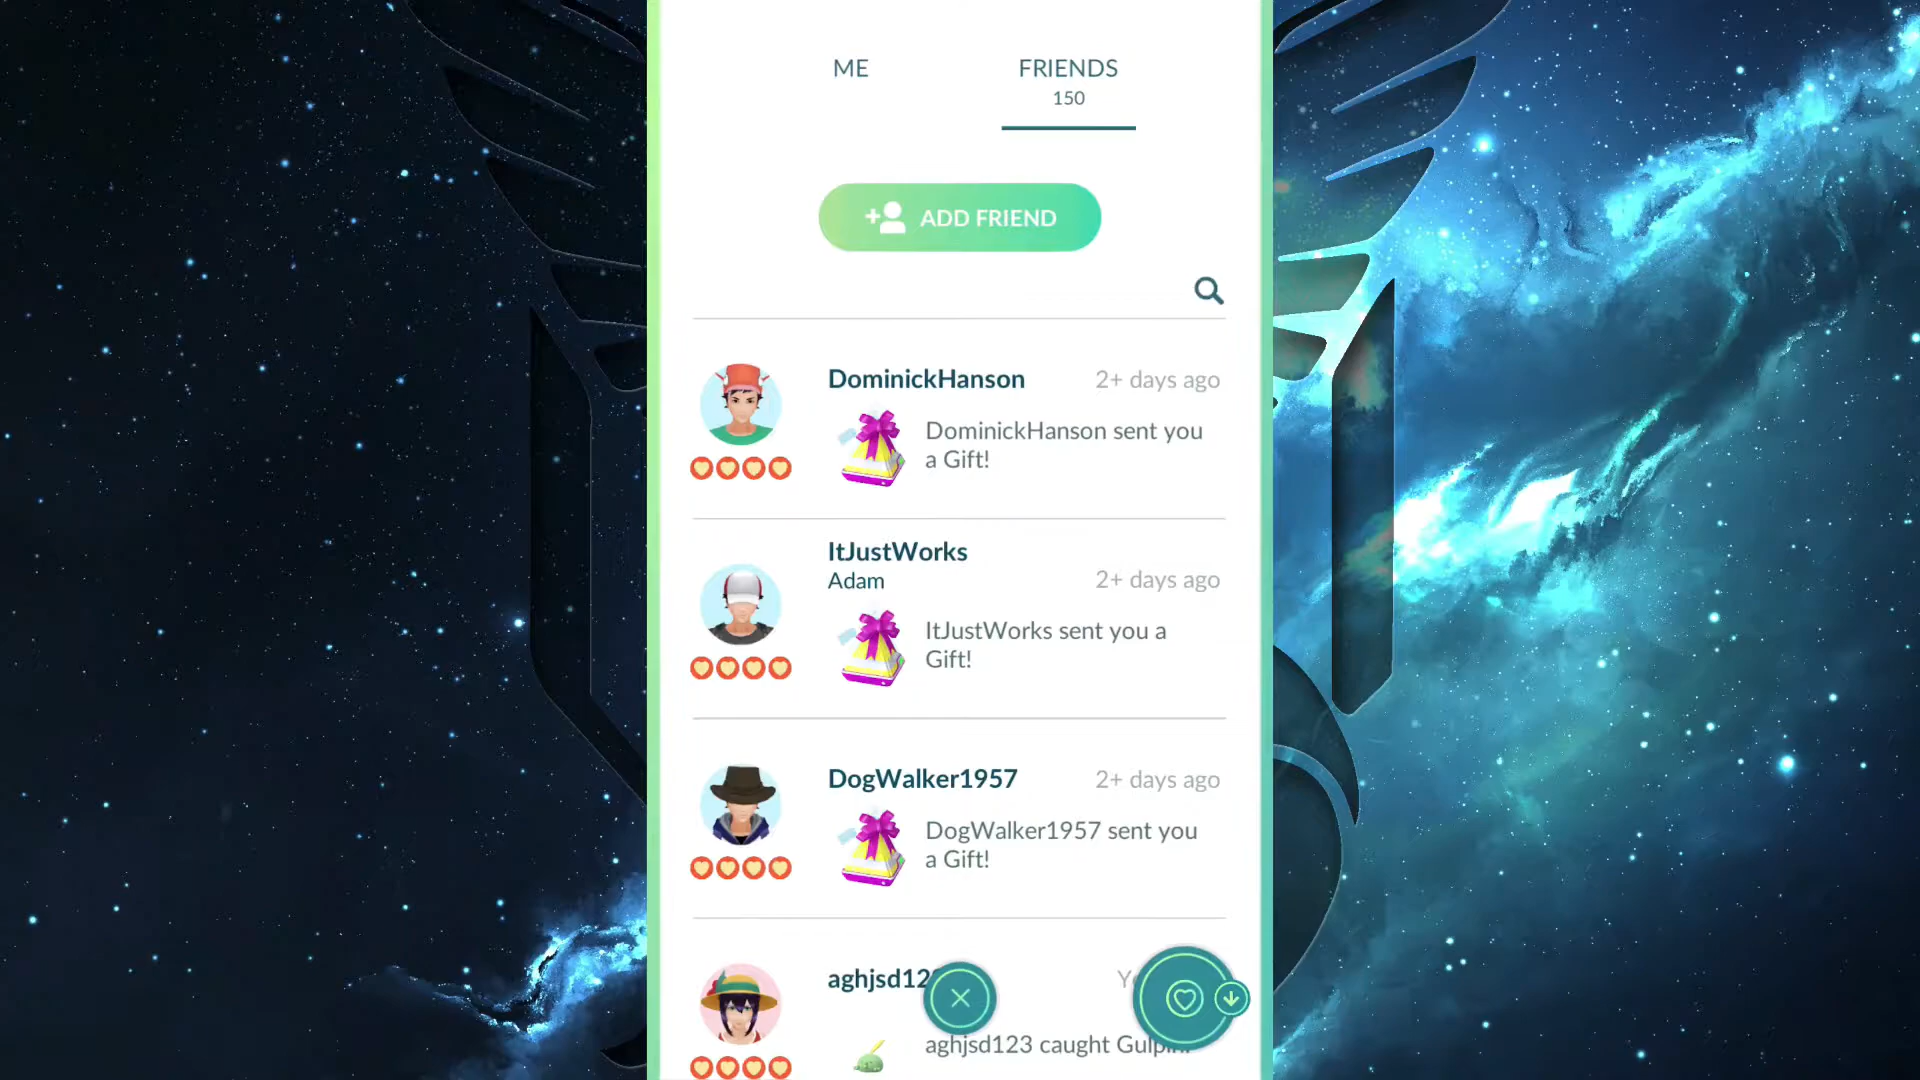 ME
FRIENDS
150
ADD FRIEND
DominickHanson
2+ days ago
DominickHanson sent you
a Gift!
ItJustWorks
Adam
2+ days ago
ItJustWorks sent you a
Gift!
DogWalker1957
2+ days ago
DogWalker1957 sent you
a Gift!
aghjsd12
aghjsd123 caught Gulpin!